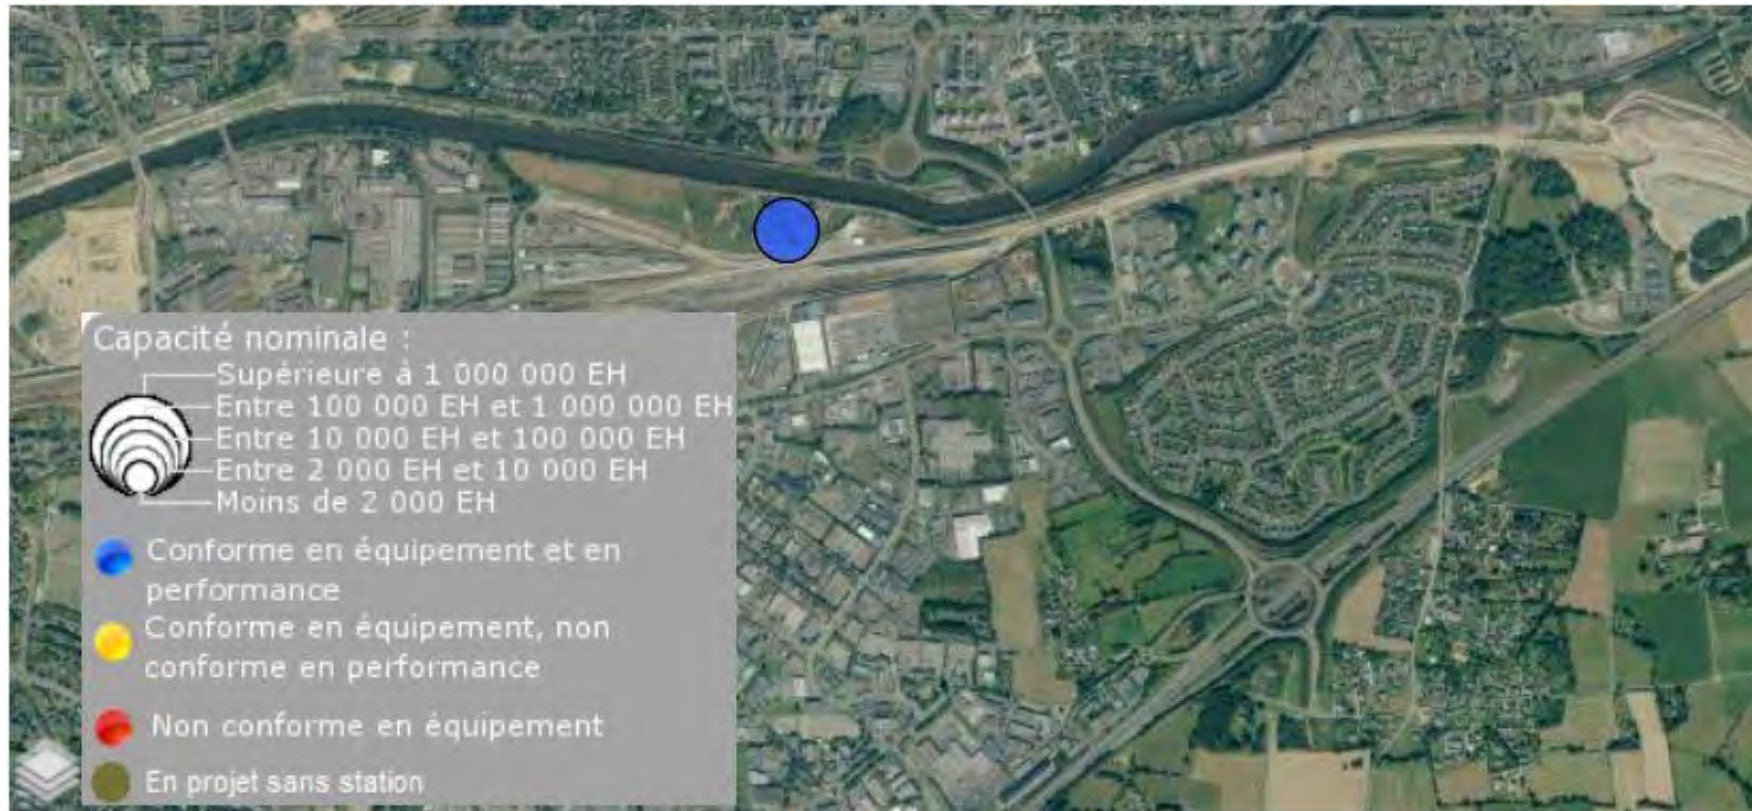 Capacité nominale :
Supérieure à 1 000 000 EH
Entre 100 000 EH et 1 000 000 EH
Entre 10 000 EH et 100 000 EH
Entre 2 000 EH et 10 000 EH
Moins de 2 000 EH
Conforme en équipement et en
performance
Conforme en équipement, non
conforme en performance
Non conforme en équipement
En projet sans station